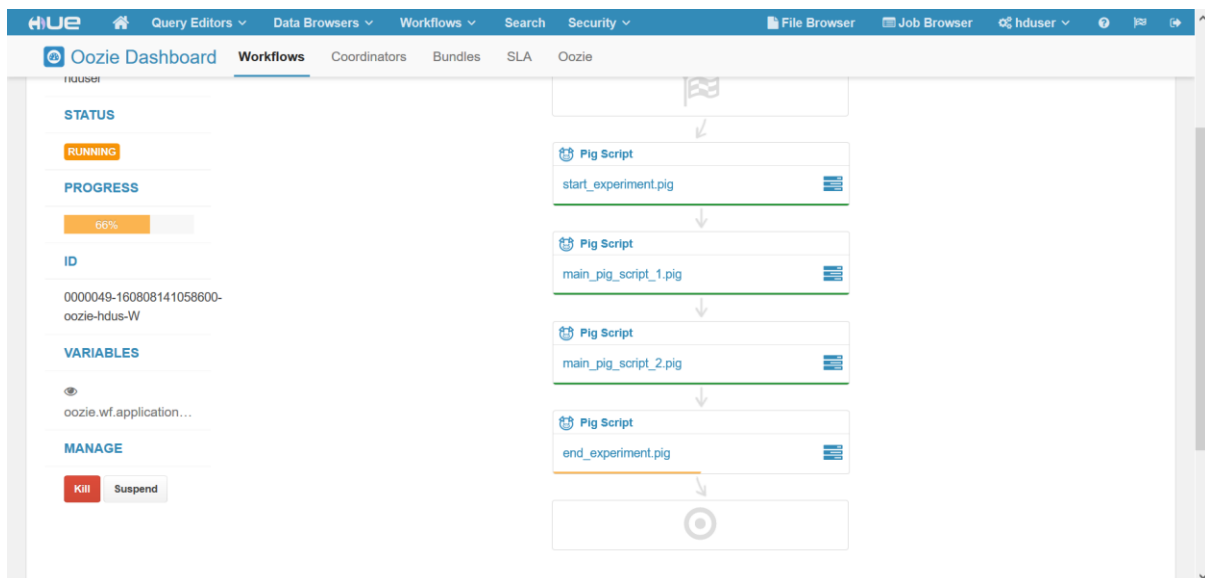 HUE Query Editors Data Browsers Workflows Search Security File Browser Job Browser hduser
Oozie Dashboard Workflows Coordinators Bundles SLA Oozie
hduser
STATUS
RUNNING
PROGRESS
66%
ID
0000049-160808141058600-
oozie-hdus-W
VARIABLES
oozie.wf.application…
MANAGE
Kill Suspend
Pig Script
start_experiment.pig
Pig Script
main_pig_script_1.pig
Pig Script
main_pig_script_2.pig
Pig Script
end_experiment.pig